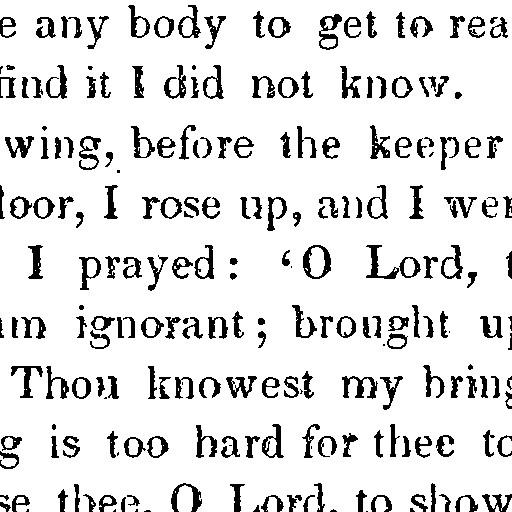 e any body to get to rea
find it I did not know.
wing, before the keeper
loor, I rose up, and I wer
I prayed: ‘O Lord, t
am ignorant; brought up
Thou knowest my bring
g is too hard for thee to
se thee, O Lord, to show